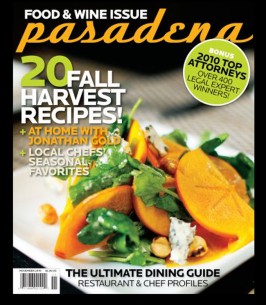 FOOD & WINE ISSUE
pasadena
BONUS
2010 TOP
ATTORNEYS
OVER 400
LEGAL EXPERT
WINNERS!
20 FALL
HARVEST
RECIPES!
+ AT HOME WITH
JONATHAN GOLD
+ LOCAL CHEFS'
SEASONAL
FAVORITES
THE ULTIMATE DINING GUIDE
RESTAURANT & CHEF PROFILES